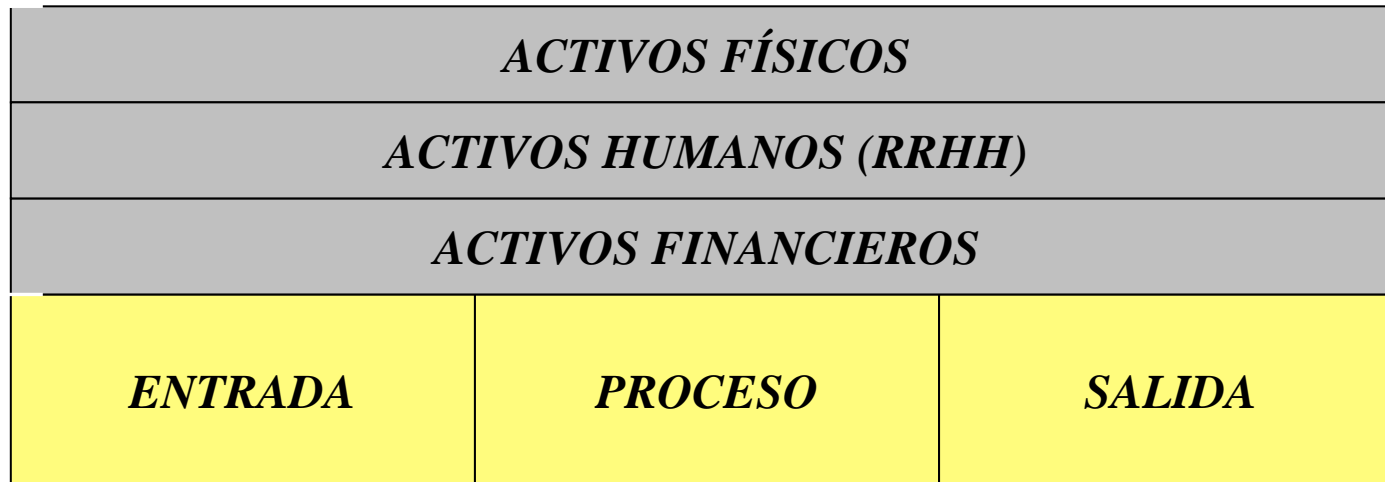 ACTIVOS FÍSICOS
ACTIVOS HUMANOS (RRHH)
ACTIVOS FINANCIEROS
ENTRADA
PROCESO
SALIDA